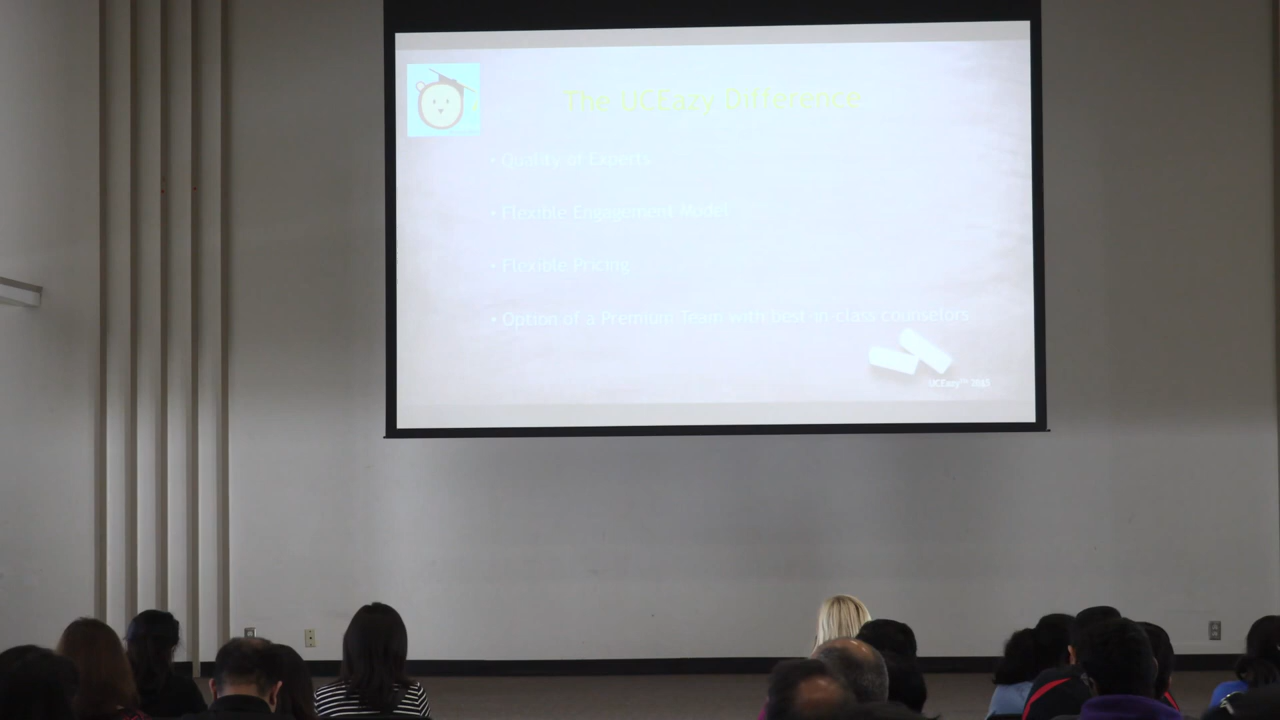 The UCEazy Difference
• Quality of Experts
• Flexible Engagement Model
• Flexible Pricing
• Option of a Premium Team with best-in-class counselors